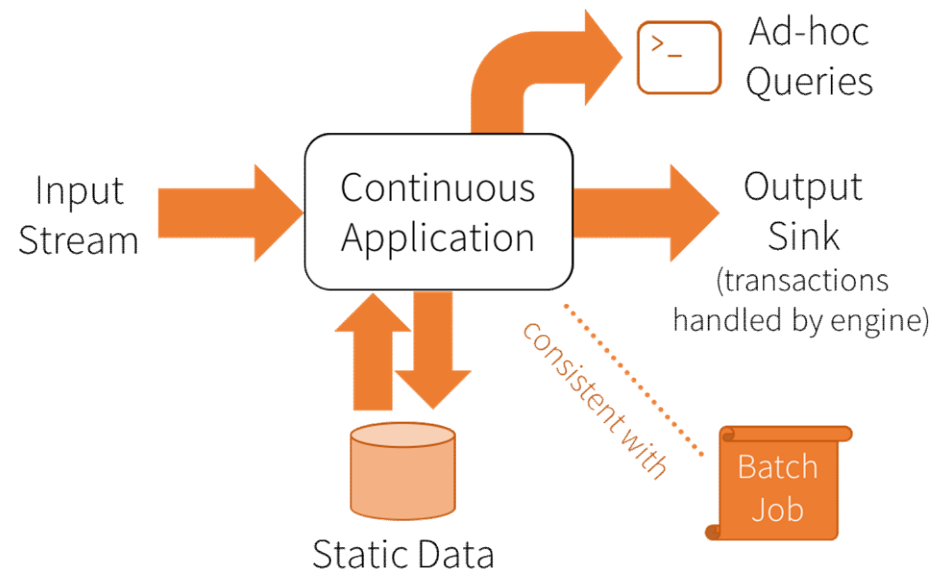 Ad-hoc
Queries
>_
Input
Stream
Continuous
Application
Output
Sink
(transactions
handled by engine)
consistent with
Batch
Job
Static Data